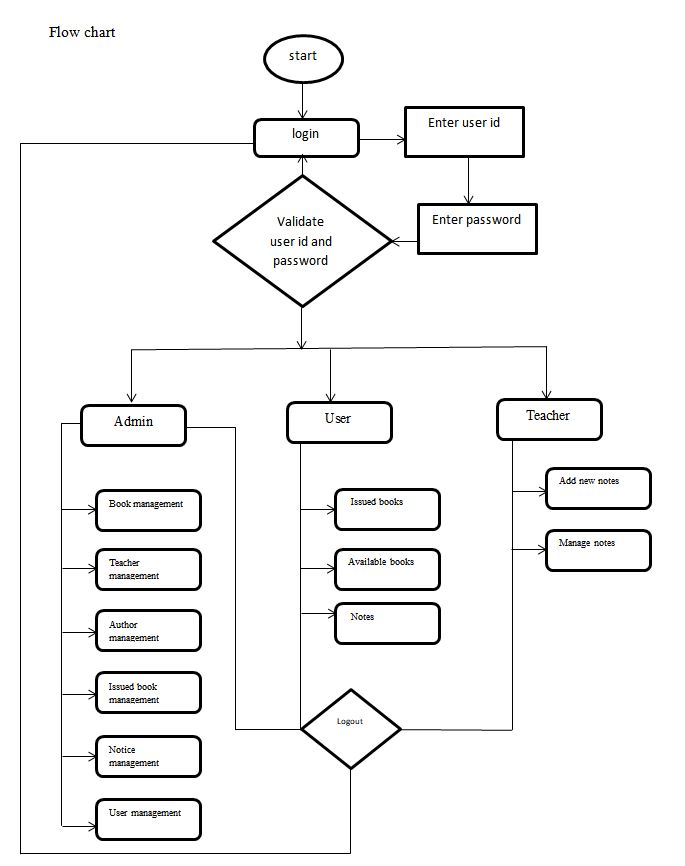 Flow chart
start
login
Enter user id
Enter password
Validate
user id and
password
Admin
User
Teacher
Book management
Teacher
management
Author
management
Issued book
management
Notice
management
User management
Issued books
Available books
Notes
Add new notes
Manage notes
Logout